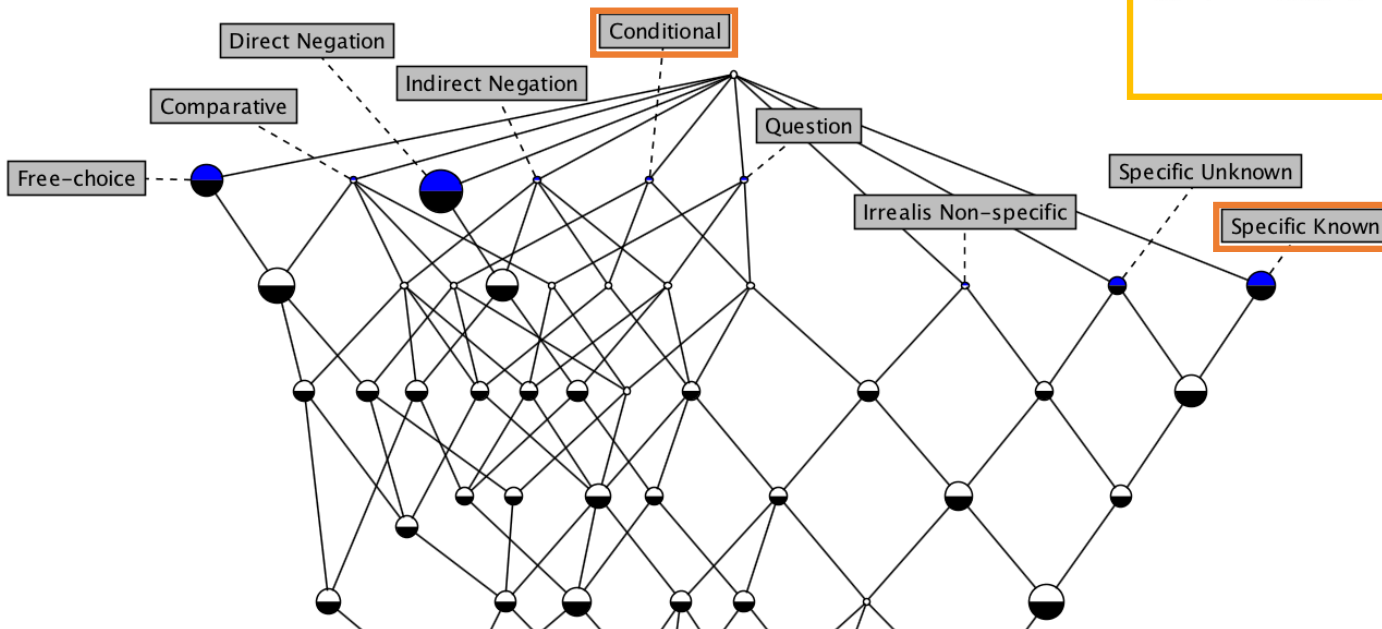 Conditional
Direct Negation
Indirect Negation
Comparative
Question
Free-choice
Specific Unknown
Irrealis Non-specific
Specific Known